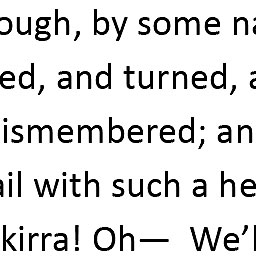 ough, by some na
ed, and turned, a
ismembered; an
ail with such a he
kirra! Oh—  We’l